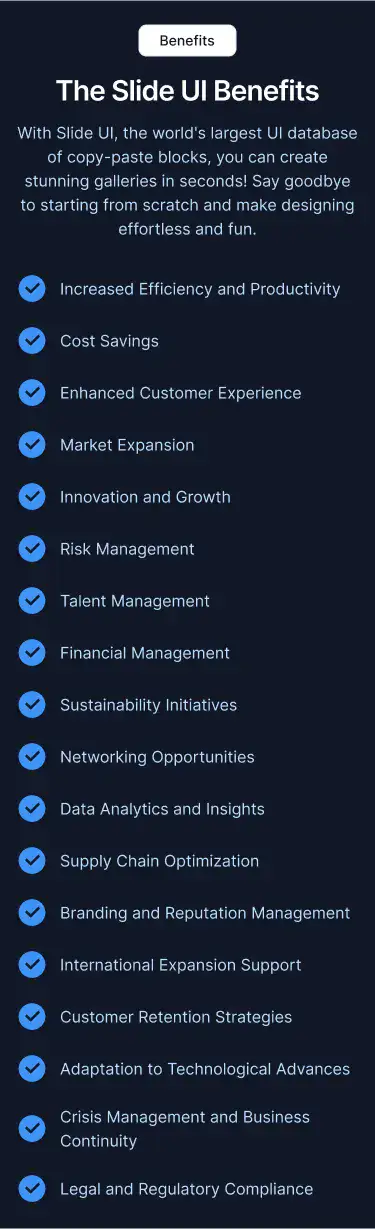 Benefits
The Slide UI Benefits
With Slide UI, the world's largest UI database
of copy-paste blocks, you can create
stunning galleries in seconds! Say goodbye
to starting from scratch and make designing
effortless and fun.
Increased Efficiency and Productivity
Cost Savings
Enhanced Customer Experience
Market Expansion
Innovation and Growth
Risk Management
Talent Management
Financial Management
Sustainability Initiatives
Networking Opportunities
Data Analytics and Insights
Supply Chain Optimization
Branding and Reputation Management
International Expansion Support
Customer Retention Strategies
Adaptation to Technological Advances
Crisis Management and Business
Continuity
Legal and Regulatory Compliance